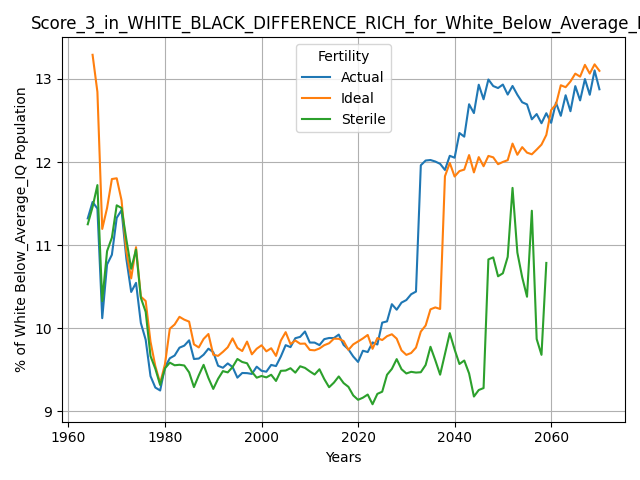 Score_3_in_WHITE_BLACK_DIFFERENCE_RICH_for_White_Below_Average_
% of White Below_Average_IQ Population
13
12
11
10
9
Fertility
Actual
Ideal
Sterile
1960
1980
2000
2020
2040
2060
Years